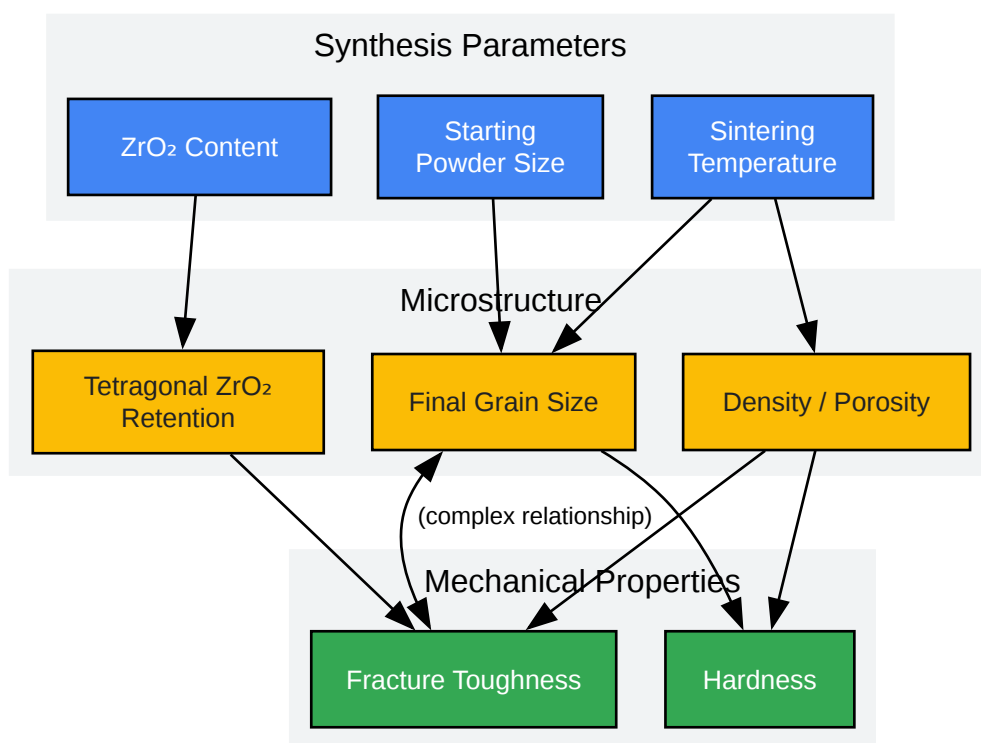 Synthesis Parameters
ZrO₂ Content
Starting
Powder Size
Sintering
Temperature
Microstructure
Tetragonal ZrO₂
Retention
Final Grain Size
Density / Porosity
(complex relationship)
Mechanical Properties
Fracture Toughness
Hardness